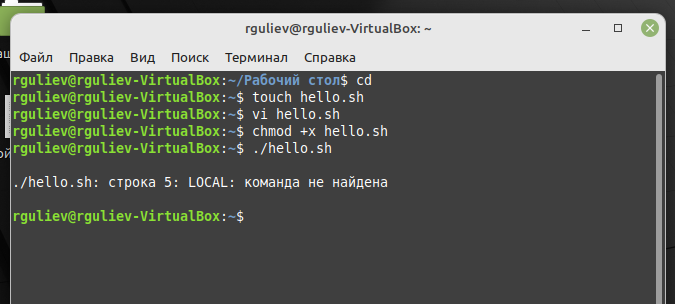 rguliev@rguliev-VirtualBox: ~
Файл Правка Вид Поиск Терминал Справка
rguliev@rguliev-VirtualBox:~/Рабочий стол$ cd
rguliev@rguliev-VirtualBox:~$ touch hello.sh
rguliev@rguliev-VirtualBox:~$ vi hello.sh
rguliev@rguliev-VirtualBox:~$ chmod +x hello.sh
rguliev@rguliev-VirtualBox:~$ ./hello.sh
./hello.sh: строка 5: LOCAL: команда не найдена
rguliev@rguliev-VirtualBox:~$